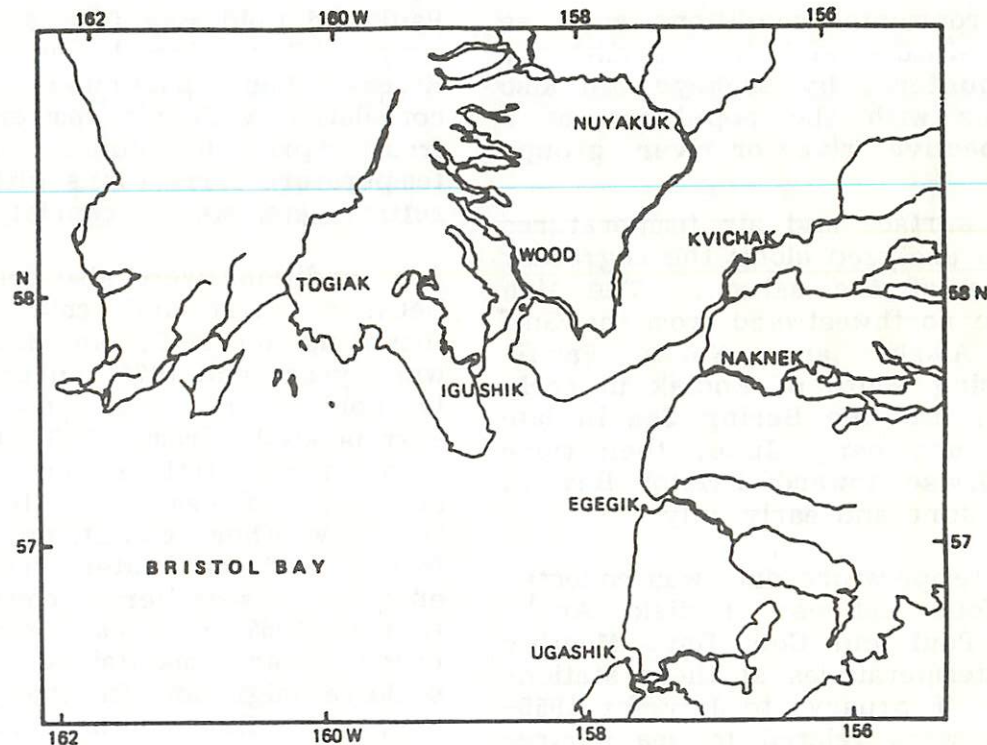 162
160 W
158
156
NUYAKUK
KVICHAK
WOOD
N
58
TOGIAK
58 N
NAKNEK
IGUSHIK
EGEGIK
57
57
BRISTOL BAY
UGASHIK
162
160 W
158
156